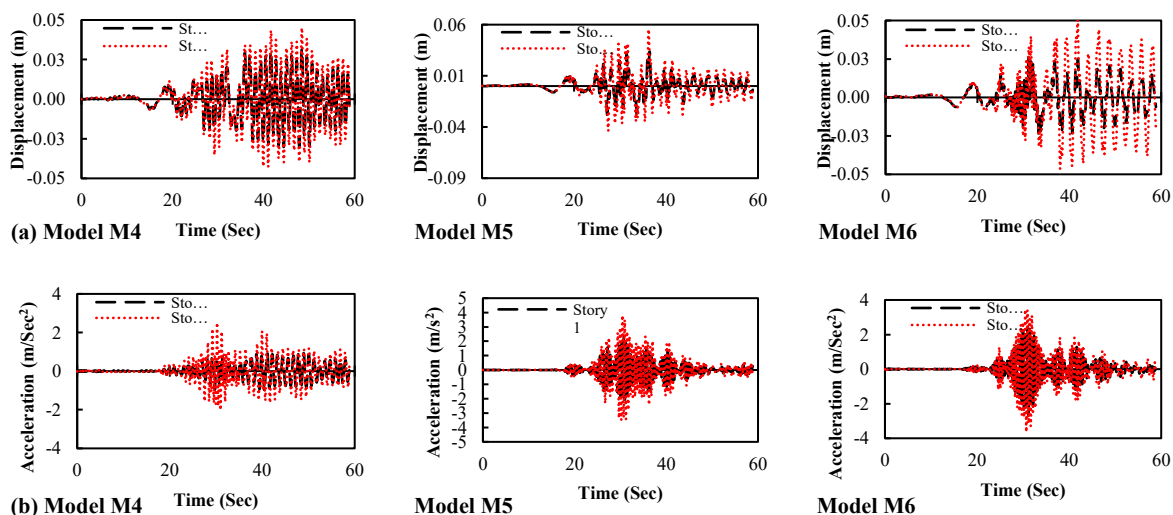 0.05
0.03
0.00
0.03
-0.05
Displacement (m)
St…
St…
0 20 40 60
(a) Model M4 Time (Sec)
0.06
0.01
-0.04
-0.09
Displacement (m)
Sto…
Sto…
0 20 40 60
Model M5 Time (Sec)
0.05
0.03
0.00
0.03
0.05
Displacement (m)
Sto…
Sto…
0 10 20 30 40 50 60
Model M6 Time (Sec)
4
2
0
-2
-4
Acceleration (m/Sec²)
Sto…
Sto…
0 20 40 60
Time (Sec)
(b) Model M4
5
4
3
2
1
0
-1
-2
-3
-4
-5
Acceleration (m/s²)
Story
1
0 20 40 60
Time (Sec)
Model M5
4
2
0
-2
-4
Acceleration (m/Sec²)
Sto…
Sto…
0 20 40 60
Time (Sec)
Model M6